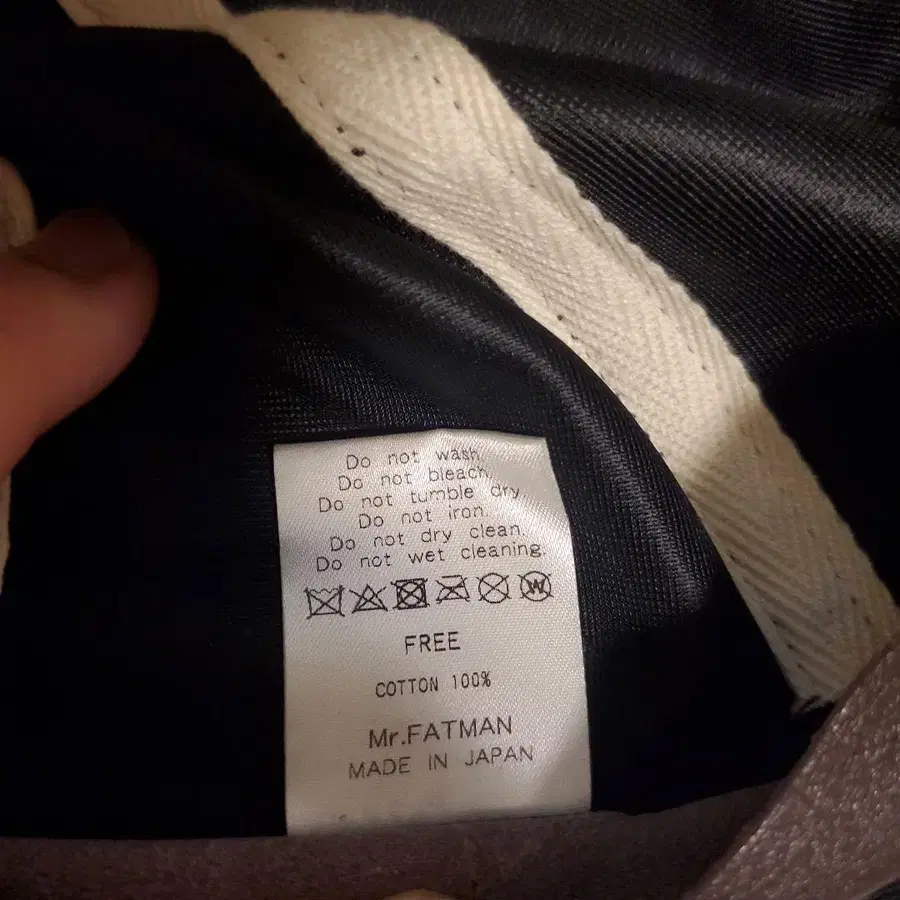 Do not wash.
Do not bleach.
Do not tumble dry.
Do not iron.
Do not dry clean.
Do not wet cleaning.
W
FREE
COTTON 100%
Mr.FATMAN
MADE IN JAPAN